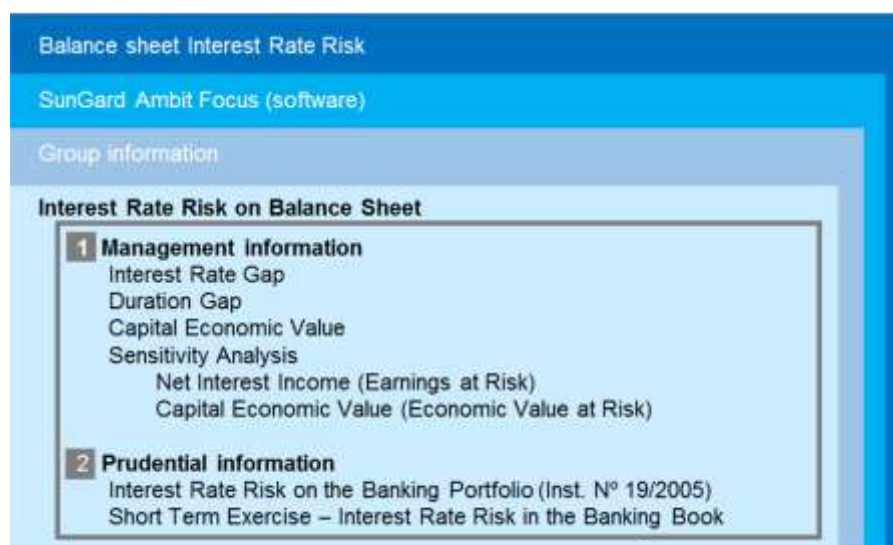 Balance sheet Interest Rate Risk
SunGard Ambit Focus (software)
Group information
Interest Rate Risk on Balance Sheet
1 Management information
Interest Rate Gap
Duration Gap
Capital Economic Value
Sensitivity Analysis
Net Interest Income (Earnings at Risk)
Capital Economic Value (Economic Value at Risk)
2 Prudential information
Interest Rate Risk on the Banking Portfolio (Inst. Nº 19/2005)
Short Term Exercise – Interest Rate Risk in the Banking Book